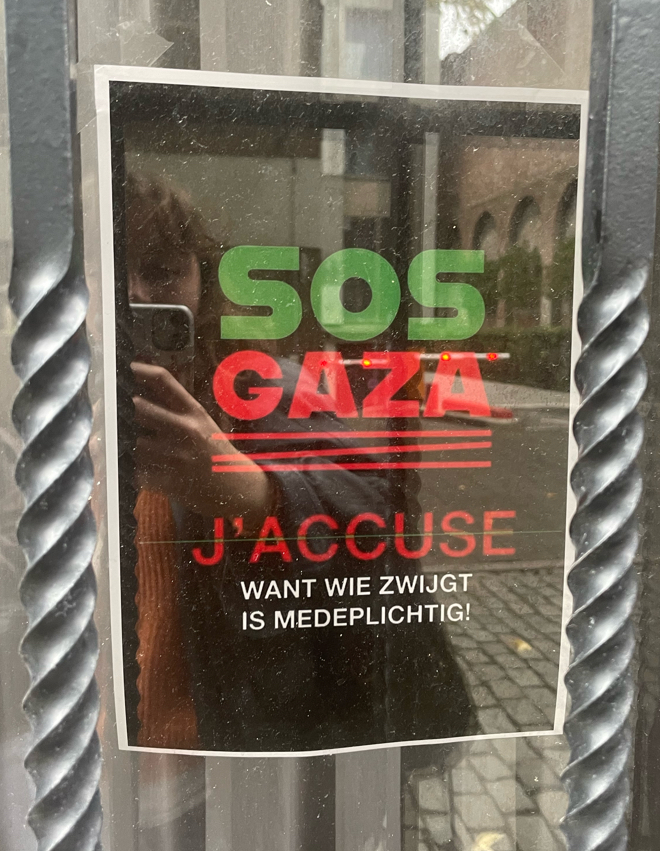 SOS
GAZA
J'ACCUSE
WANT WIE ZWIJGT
IS MEDEPLICHTIG!